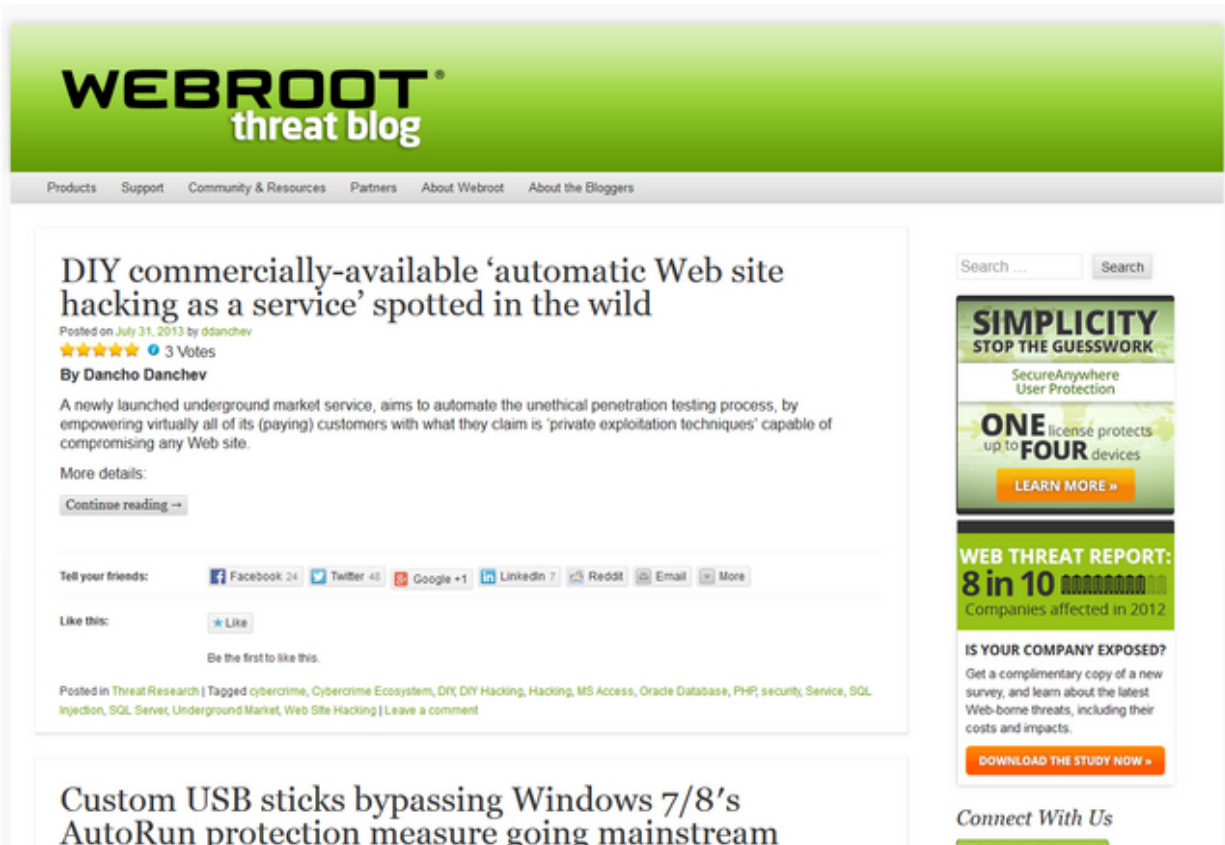 WEBROOT®
threat blog
Products Support Community & Resources Partners About Webroot About the Bloggers
DIY commercially-available ‘automatic Web site
hacking as a service’ spotted in the wild
Posted on July 31, 2013 by ddanchev
3 Votes
By Dancho Danchev
A newly launched underground market service, aims to automate the unethical penetration testing process, by
empowering virtually all of its (paying) customers with what they claim is ‘private exploitation techniques’ capable of
compromising any Web site.
More details:
Continue reading →
Tell your friends: Facebook 24 Twitter 48 Google +1 LinkedIn 7 Reddit Email More
Like this: Like
Be the first to like this.
Posted in Threat Research | Tagged cybercrime, Cybercrime Ecosystem, DIY, DIY Hacking, Hacking, MS Access, Oracle Database, PHP, security, Service, SQL
Injection, SQL Server, Underground Market, Web Site Hacking | Leave a comment
Custom USB sticks bypassing Windows 7/8′s
AutoRun protection measure going mainstream
Search ... Search
SIMPLICITY
STOP THE GUESSWORK
SecureAnywhere
User Protection
ONE license protects
up to FOUR devices
LEARN MORE »
WEB THREAT REPORT:
8 in 10
Companies affected in 2012
IS YOUR COMPANY EXPOSED?
Get a complimentary copy of a new
survey, and learn about the latest
Web-borne threats, including their
costs and impacts.
DOWNLOAD THE STUDY NOW »
Connect With Us